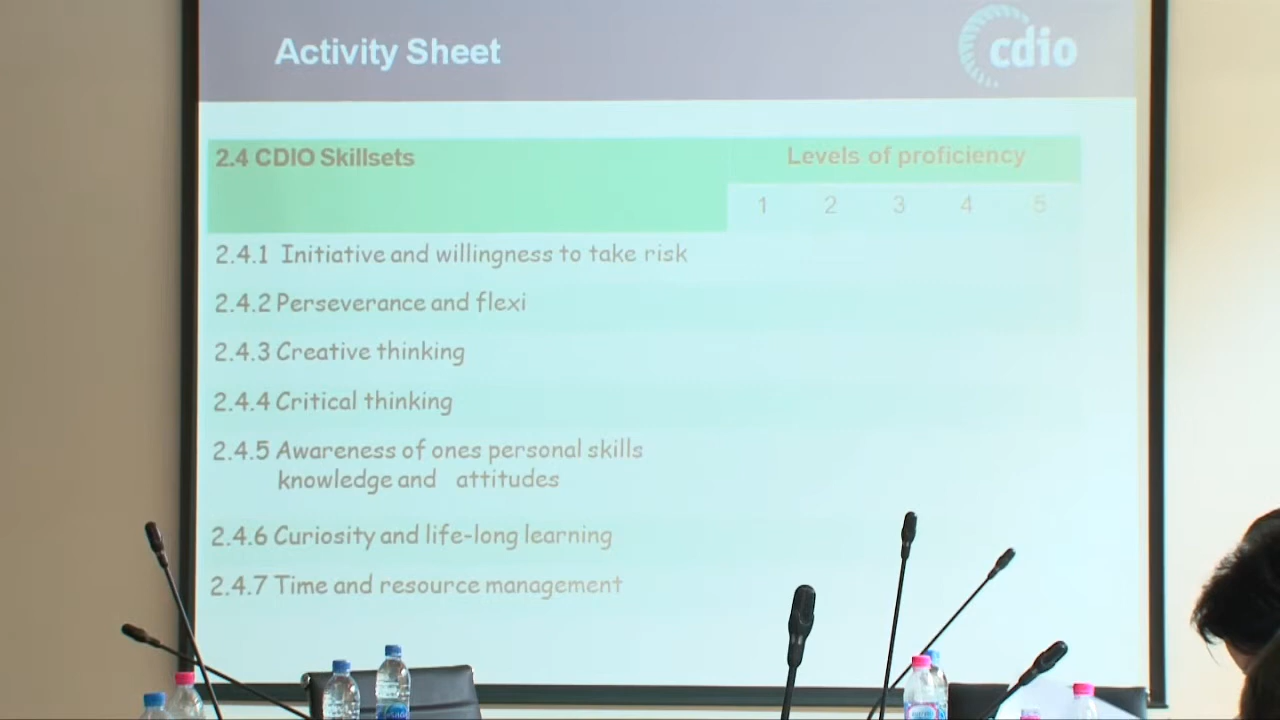 Activity Sheet
cdio
2.4 CDIO Skillsets
Levels of proficiency
1 2 3 4 5
2.4.1 Initiative and willingness to take risk
2.4.2 Perseverance and flexi
2.4.3 Creative thinking
2.4.4 Critical thinking
2.4.5 Awareness of ones personal skills
knowledge and attitudes
2.4.6 Curiosity and life-long learning
2.4.7 Time and resource management